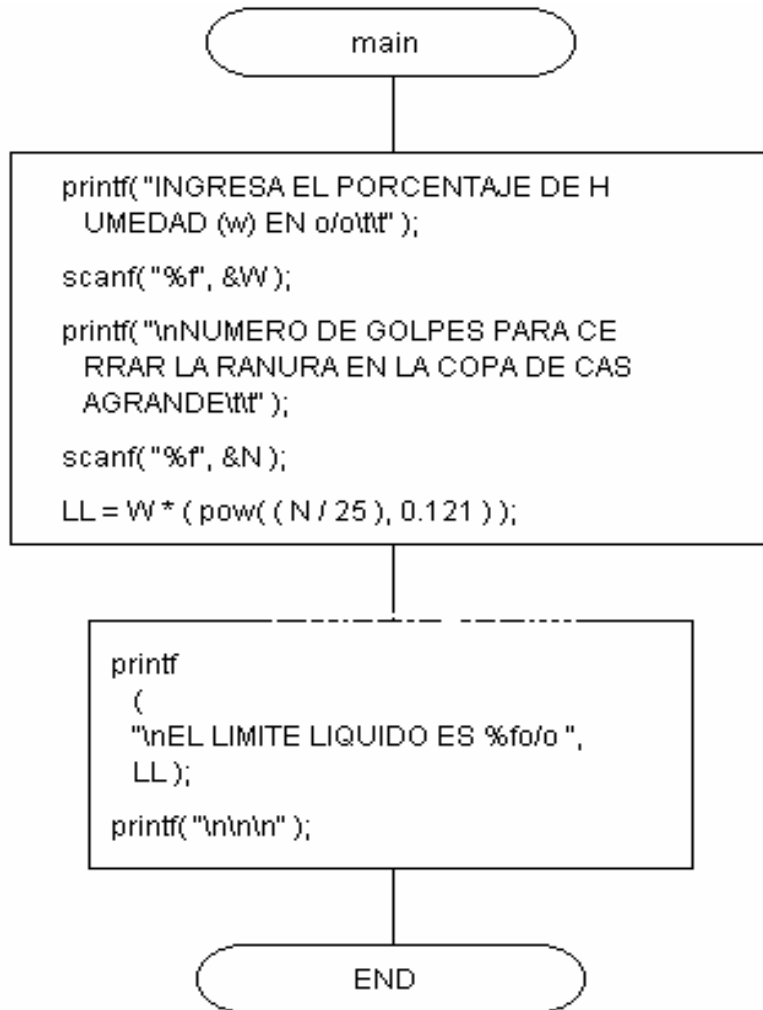 main
printf( "INGRESA EL PORCENTAJE DE H
UMEDAD (w) EN o/o\t\t" );
scanf( "%f", &W );
printf( "\nNUMERO DE GOLPES PARA CE
RRAR LA RANURA EN LA COPA DE CAS
AGRANDE\t\t" );
scanf( "%f", &N );
LL = W * ( pow( ( N / 25 ), 0.121 ) );
printf
(
"\nEL LIMITE LIQUIDO ES %fo/o ",
LL );
printf( "\n\n\n" );
END